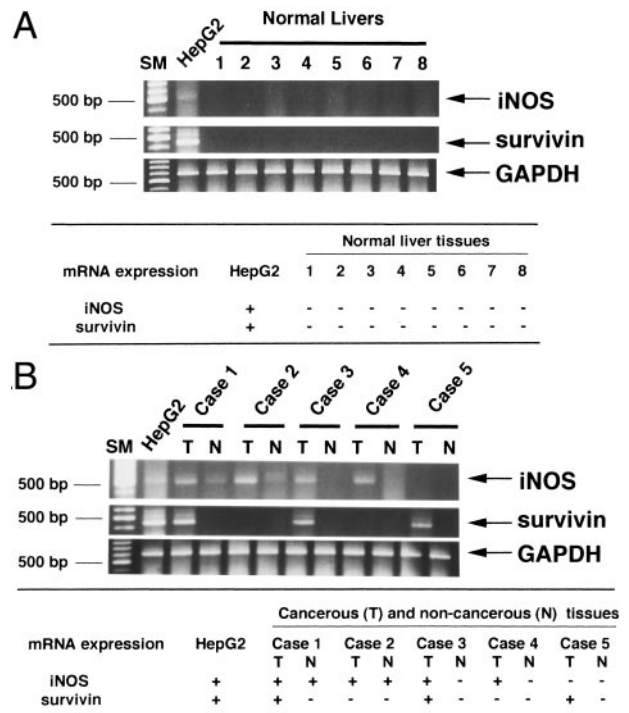 A
Normal Livers
SM HepG2 1 2 3 4 5 6 7 8
500 bp iNOS
500 bp survivin
500 bp GAPDH
Normal liver tissues
mRNA expression HepG2 1 2 3 4 5 6 7 8
iNOS + - - - - - - - -
survivin + - - - - - - - -
B
Case 1 Case 2 Case 3 Case 4 Case 5
SM HepG2 T N T N T N T N T N
500 bp iNOS
500 bp survivin
500 bp GAPDH
Cancerous (T) and non-cancerous (N) tissues
mRNA expression HepG2 Case 1 Case 2 Case 3 Case 4 Case 5
T N T N T N T N T N
iNOS + + + + + + - + - - -
survivin + + - - - + - - - + -